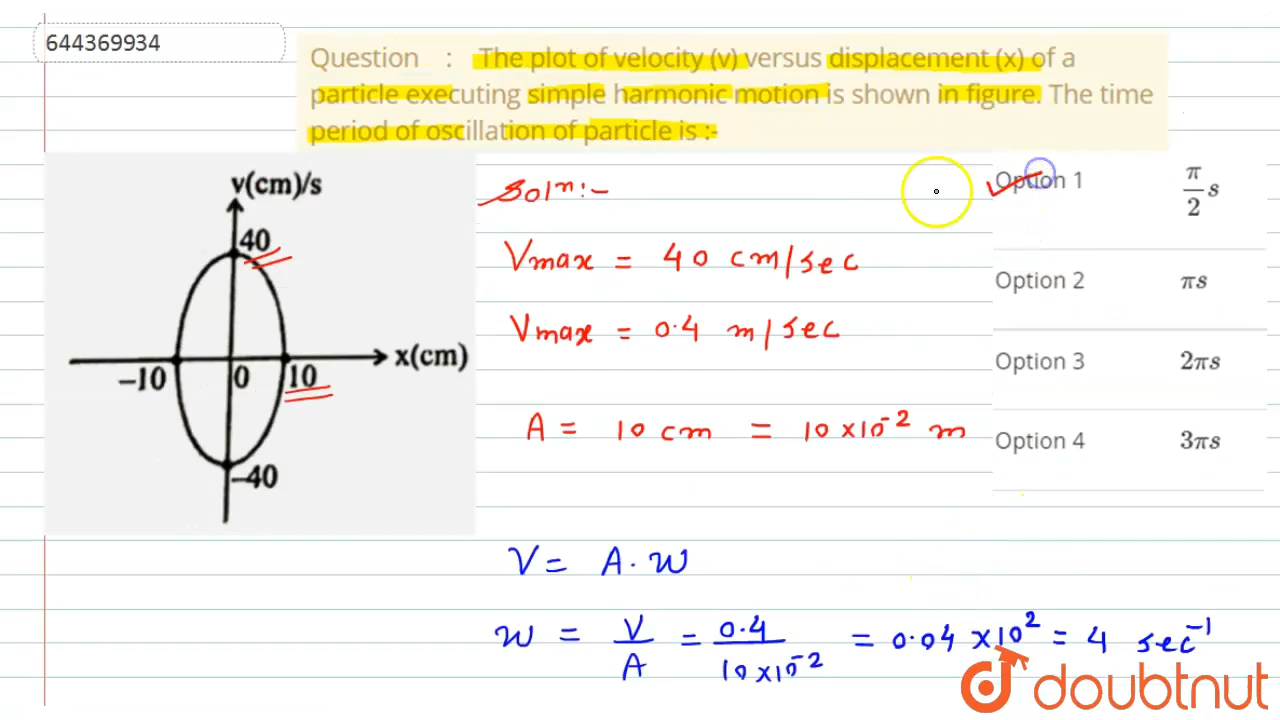 644369934
Question : The plot of velocity (v) versus displacement (x) of a
particle executing simple harmonic motion is shown in figure. The time
period of oscillation of particle is :-
v(cm)/s
40
x(cm)
-10
0
10
-40
Soln:-
Vmax = 40 cm/sec
Vmax = 0.4 m/sec
A = 10 cm = 10×10⁻² m
V = A. w
w = V/A = 0.4/10×10⁻² = 0.04 ×10² = 4 sec⁻¹
Option 1 π/2 s
Option 2 πs
Option 3 2πs
Option 4 3πs
doubtnut